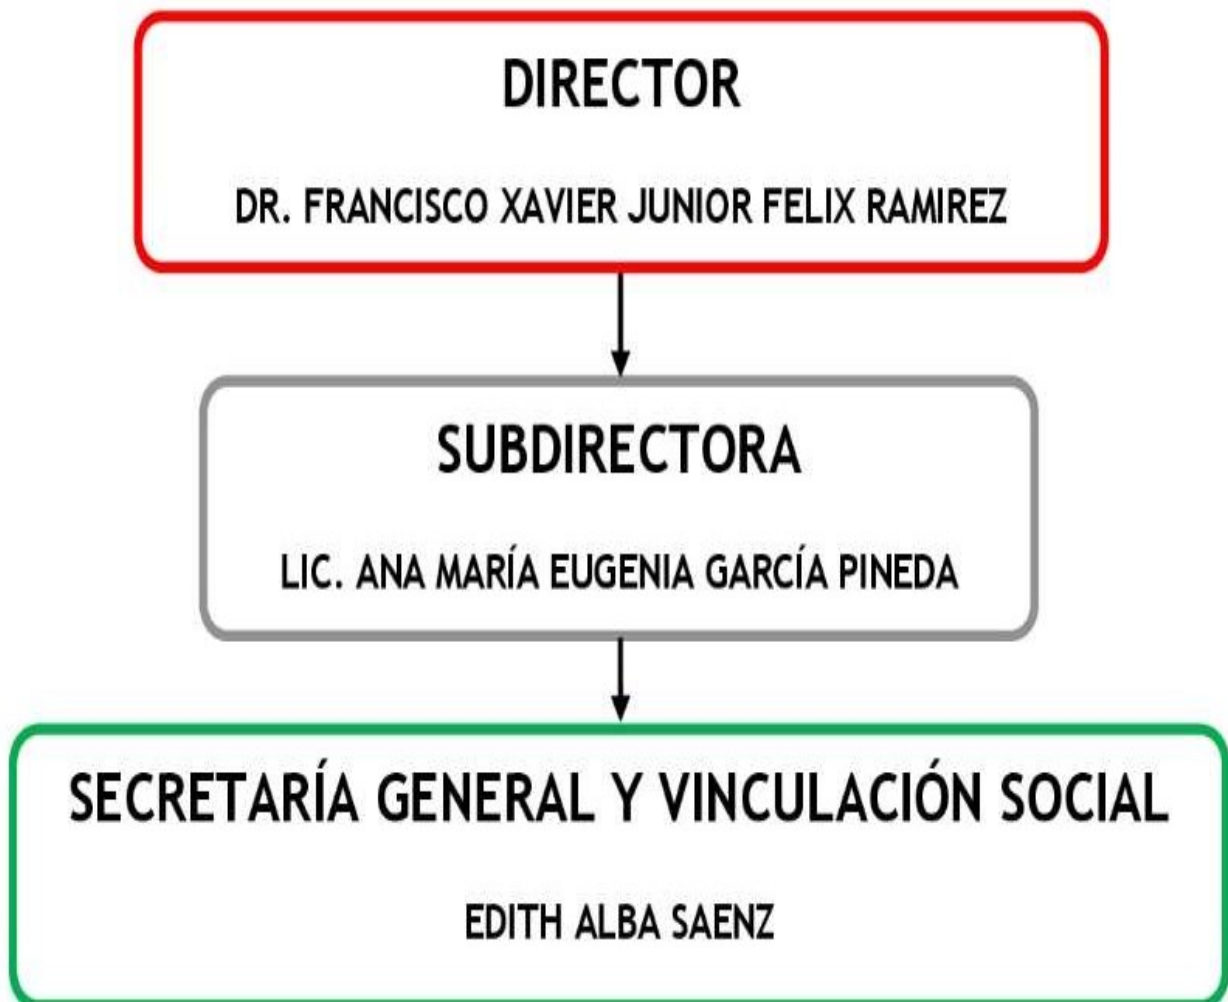 DIRECTOR
DR. FRANCISCO XAVIER JUNIOR FELIX RAMIREZ
SUBDIRECTORA
LIC. ANA MARÍA EUGENIA GARCÍA PINEDA
SECRETARÍA GENERAL Y VINCULACIÓN SOCIAL
EDITH ALBA SAENZ